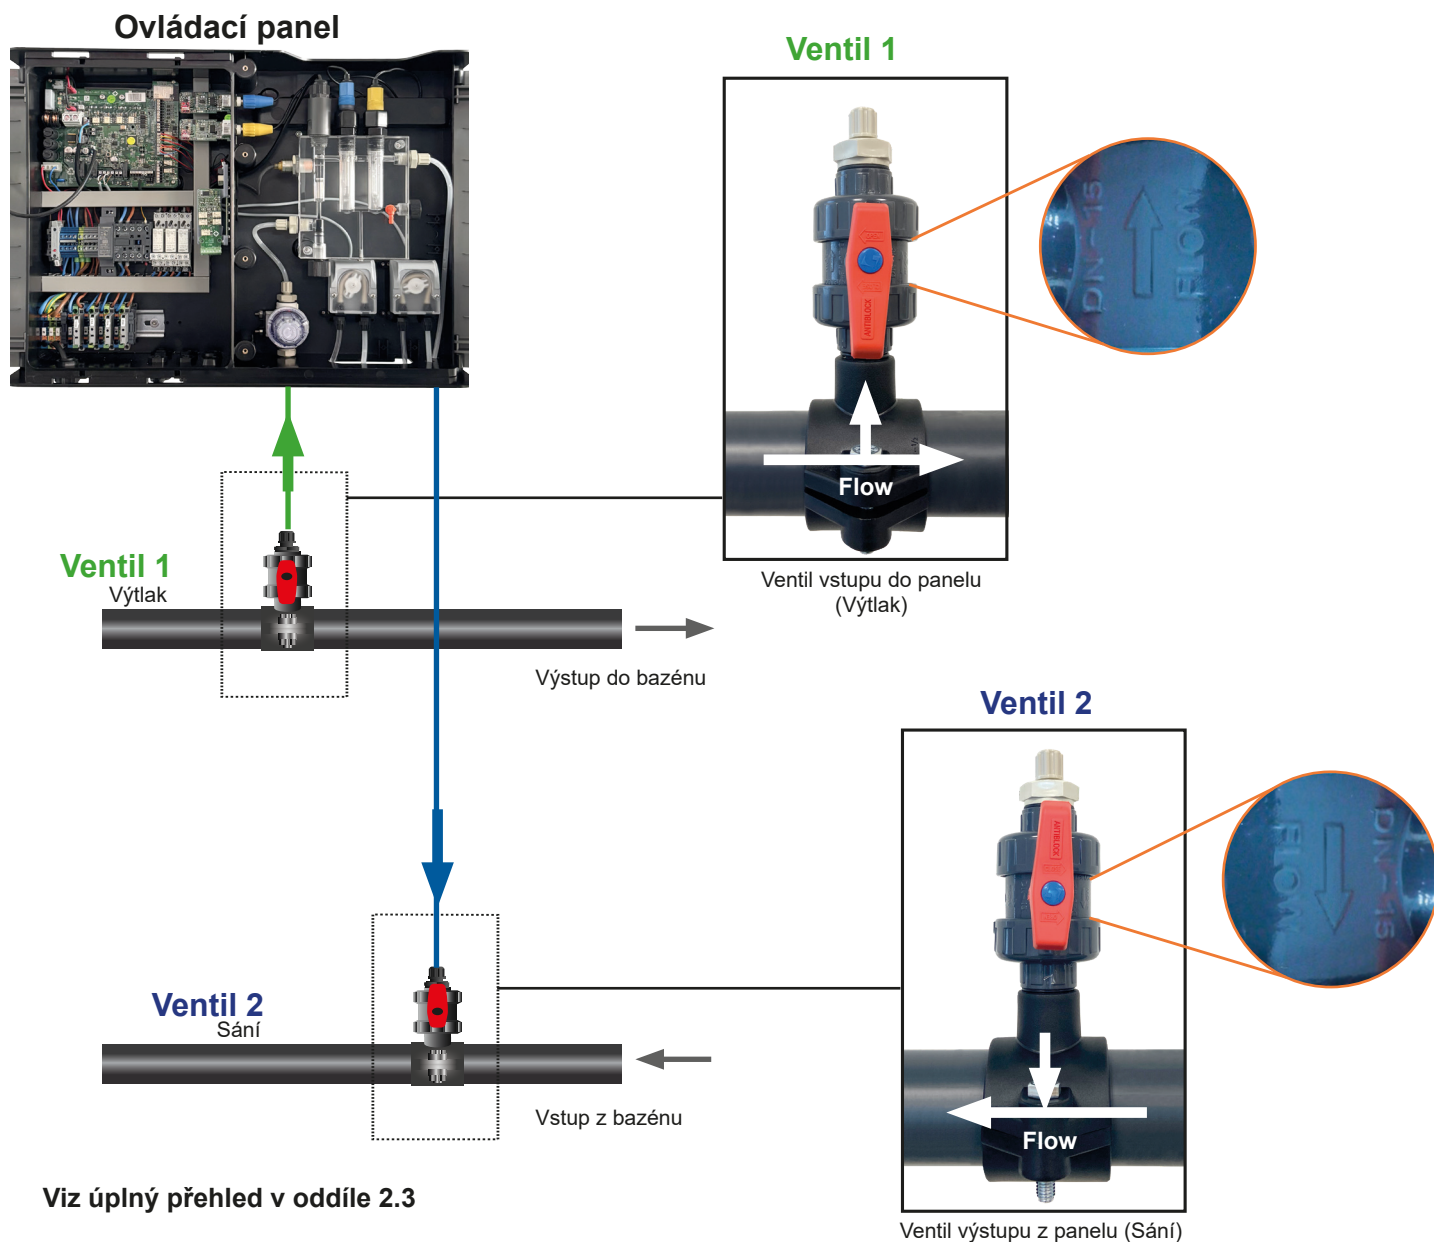 Ovládací panel
Ventil 1
DN-15
FLOW
ANTIBLOCK
Flow
Ventil vstupu do panelu
(Výtlak)
Ventil 1
Výtlak
Výstup do bazénu
Ventil 2
ANTIBLOCK
FLOW
DN-15
Flow
Ventil 2
Sání
Vstup z bazénu
Viz úplný přehled v oddíle 2.3
Ventil výstupu z panelu (Sání)